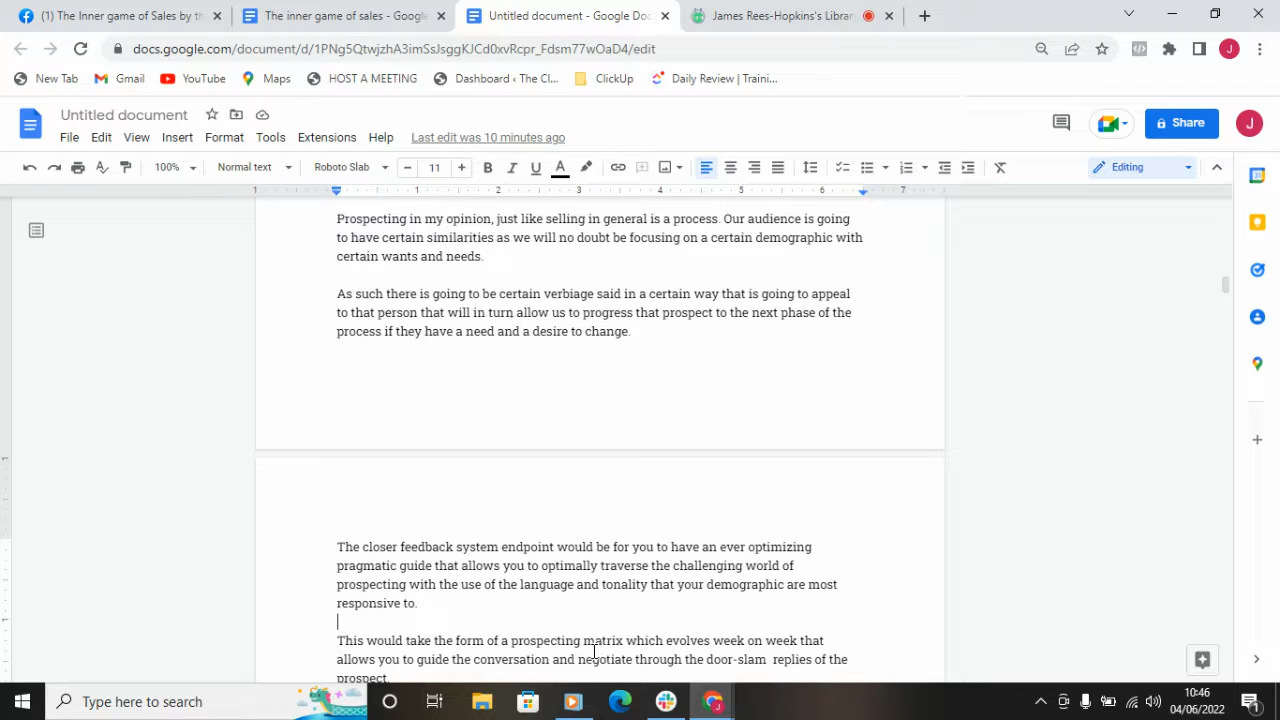 (1) The Inner game of Sales by th
The inner game of sales - Google
Untitled document - Google Doc
James Rees-Hopkins's Library
docs.google.com/document/d/1PNg5QtwjzhA3imSsJsggKJCd0xvRcpr_Fdsm77wOaD4/edit
J
New Tab
Gmail
YouTube
Maps
HOST A MEETING
Dashboard ‹ The Cl...
ClickUp
Daily Review | Traini...
Untitled document
Share
J
File Edit View Insert Format Tools Extensions Help Last edit was 10 minutes ago
100% Normal text Roboto Slab 11 B I U A Editing
1 1 2 3 4 5 6 7
Prospecting in my opinion, just like selling in general is a process. Our audience is going
to have certain similarities as we will no doubt be focusing on a certain demographic with
certain wants and needs.
As such there is going to be certain verbiage said in a certain way that is going to appeal
to that person that will in turn allow us to progress that prospect to the next phase of the
process if they have a need and a desire to change.
The closer feedback system endpoint would be for you to have an ever optimizing
pragmatic guide that allows you to optimally traverse the challenging world of
prospecting with the use of the language and tonality that your demographic are most
responsive to.
This would take the form of a prospecting matrix which evolves week on week that
allows you to guide the conversation and negotiate through the door-slam replies of the
prospect.
Type here to search
10:46
04/06/2022